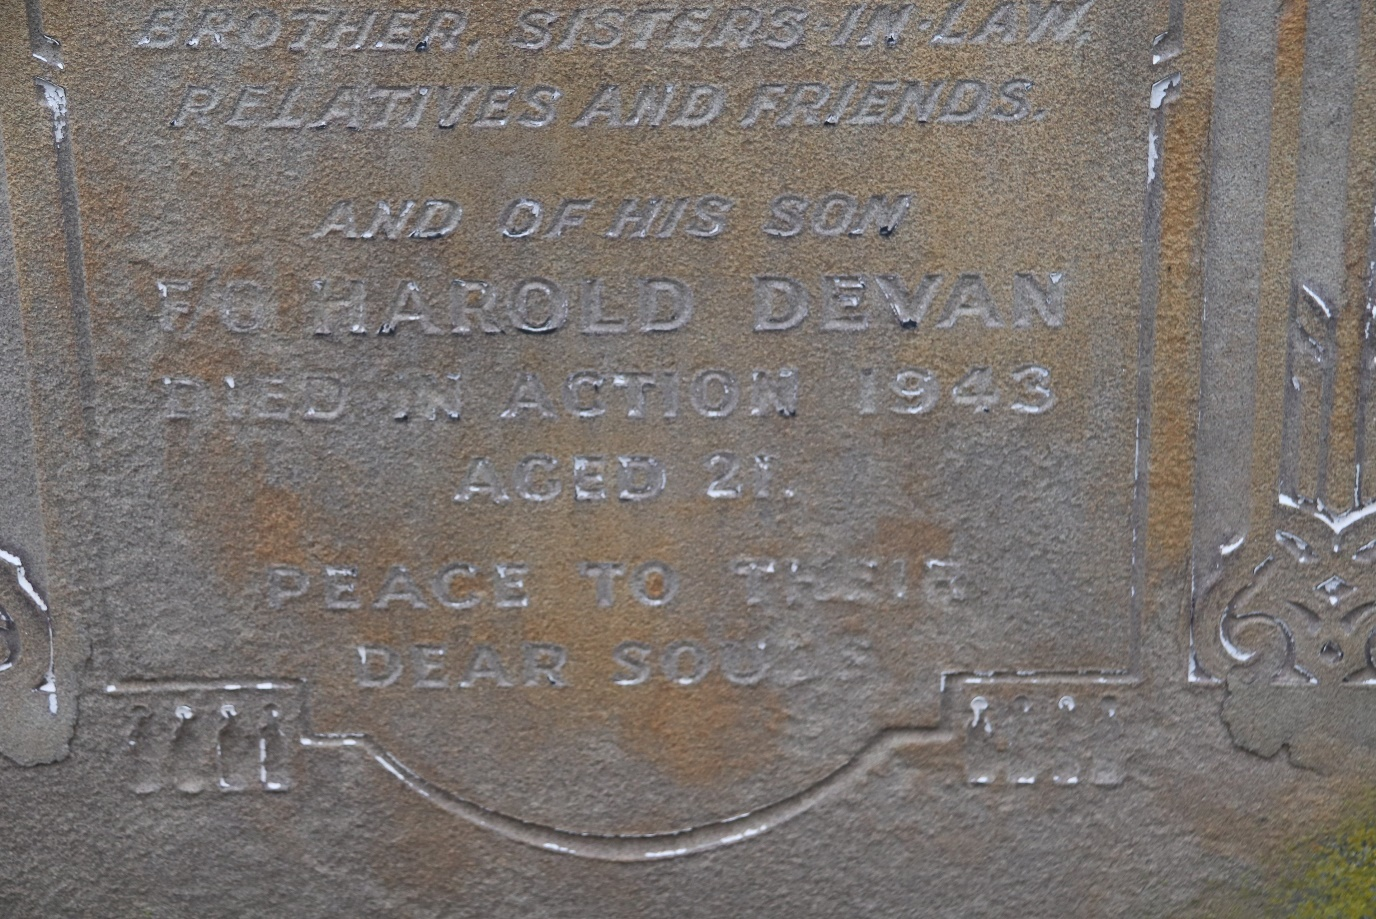 BROTHER, SISTERS-IN-LAW,
RELATIVES AND FRIENDS.
AND OF HIS SON
F/O HAROLD DEVAN
DIED IN ACTION 1943
AGED 21.
PEACE TO THEIR
DEAR SOULS